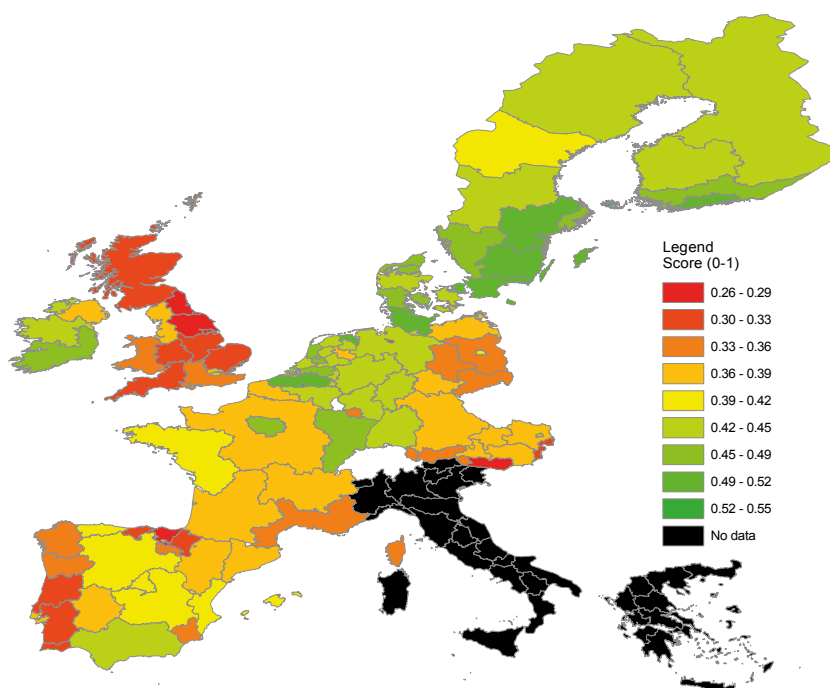 Legend
Score (0-1)
0.26 - 0.29
0.30 - 0.33
0.33 - 0.36
0.36 - 0.39
0.39 - 0.42
0.42 - 0.45
0.45 - 0.49
0.49 - 0.52
0.52 - 0.55
No data